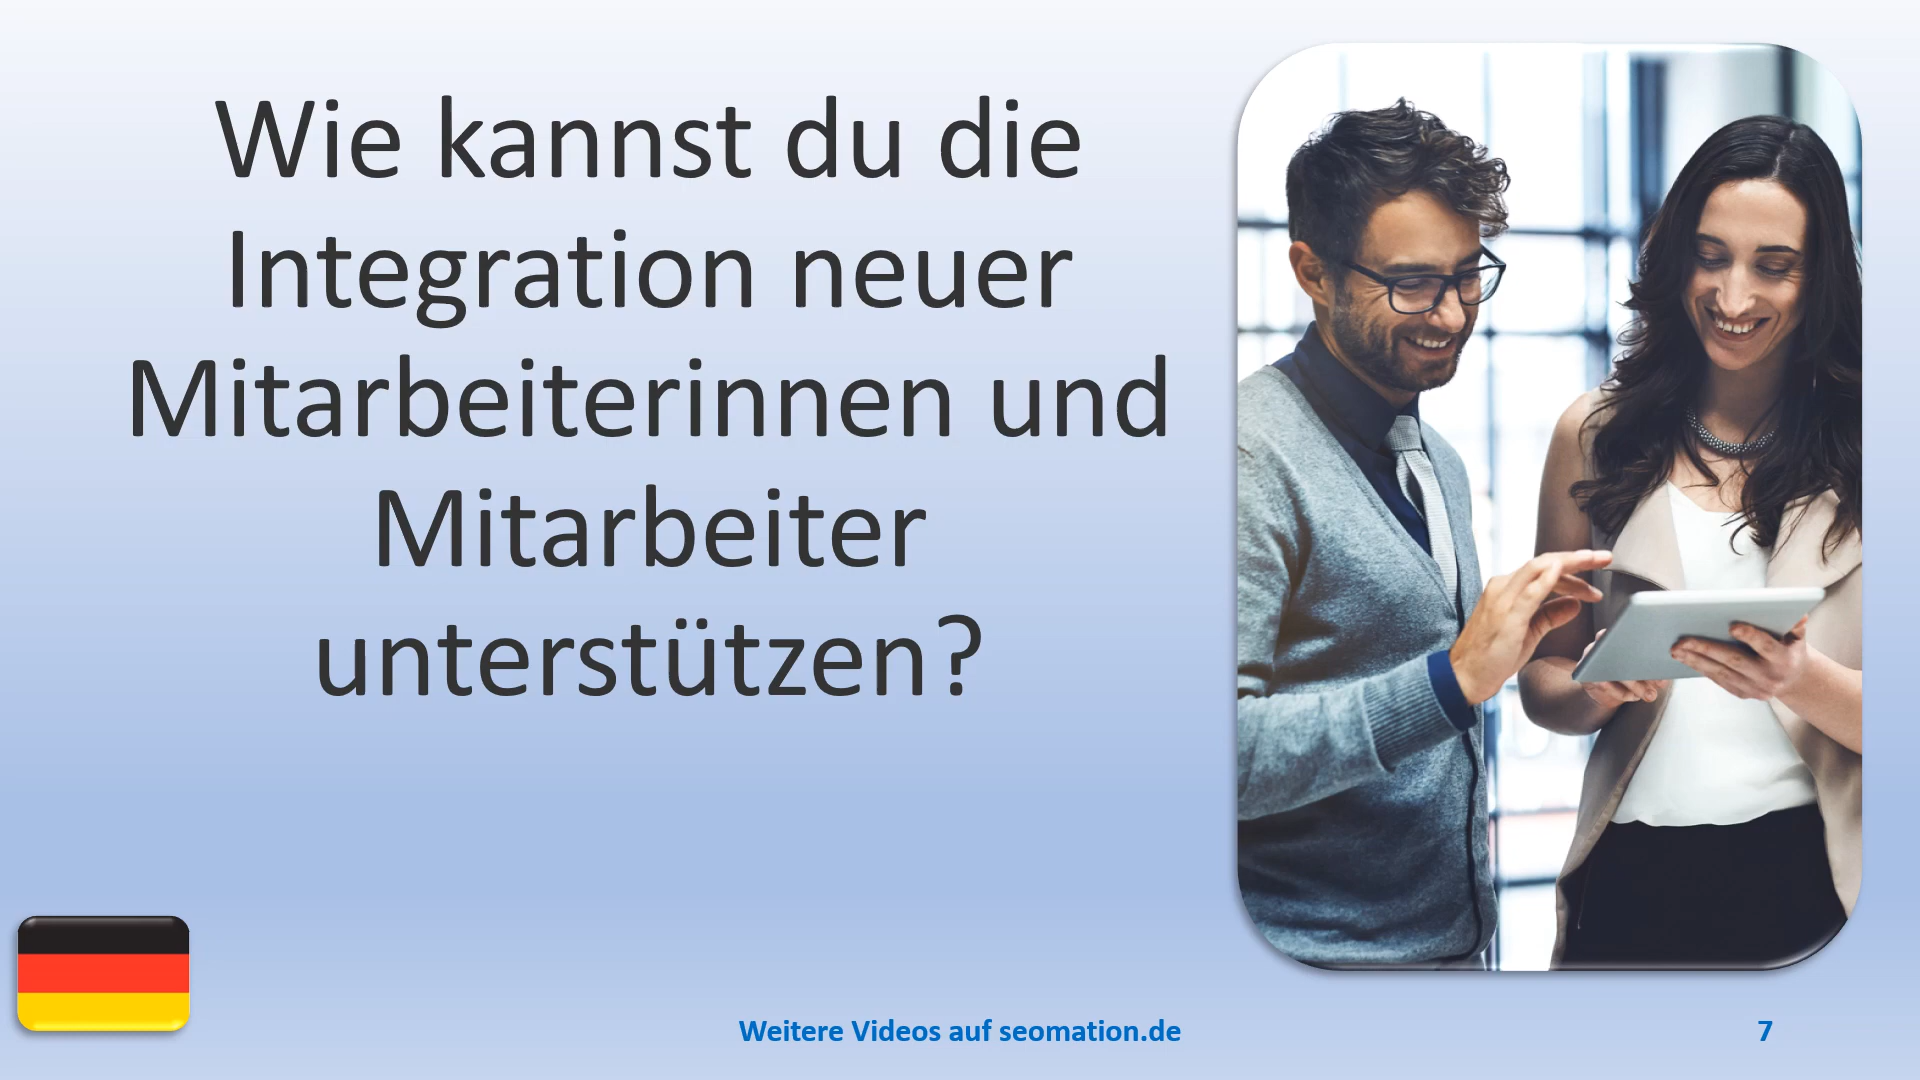 Wie kannst du die
Integration neuer
Mitarbeiterinnen und
Mitarbeiter
unterstützen?
Weitere Videos auf seomation.de
7